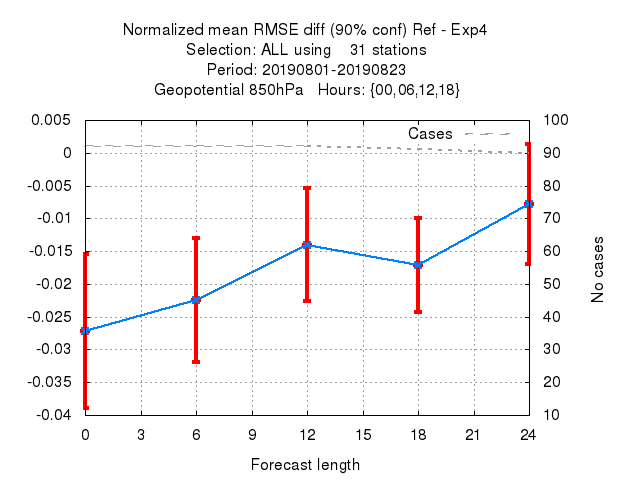 Normalized mean RMSE diff (90% conf) Ref - Exp4
Selection: ALL using    31 stations
Period: 20190801-20190823
Geopotential 850hPa   Hours: {00,06,12,18}
Cases
0.005
0
-0.005
-0.01
-0.015
-0.02
-0.025
-0.03
-0.035
-0.04
100
90
80
70
60
50
40
30
20
10
No cases
0 3 6 9 12 15 18 21 24
Forecast length